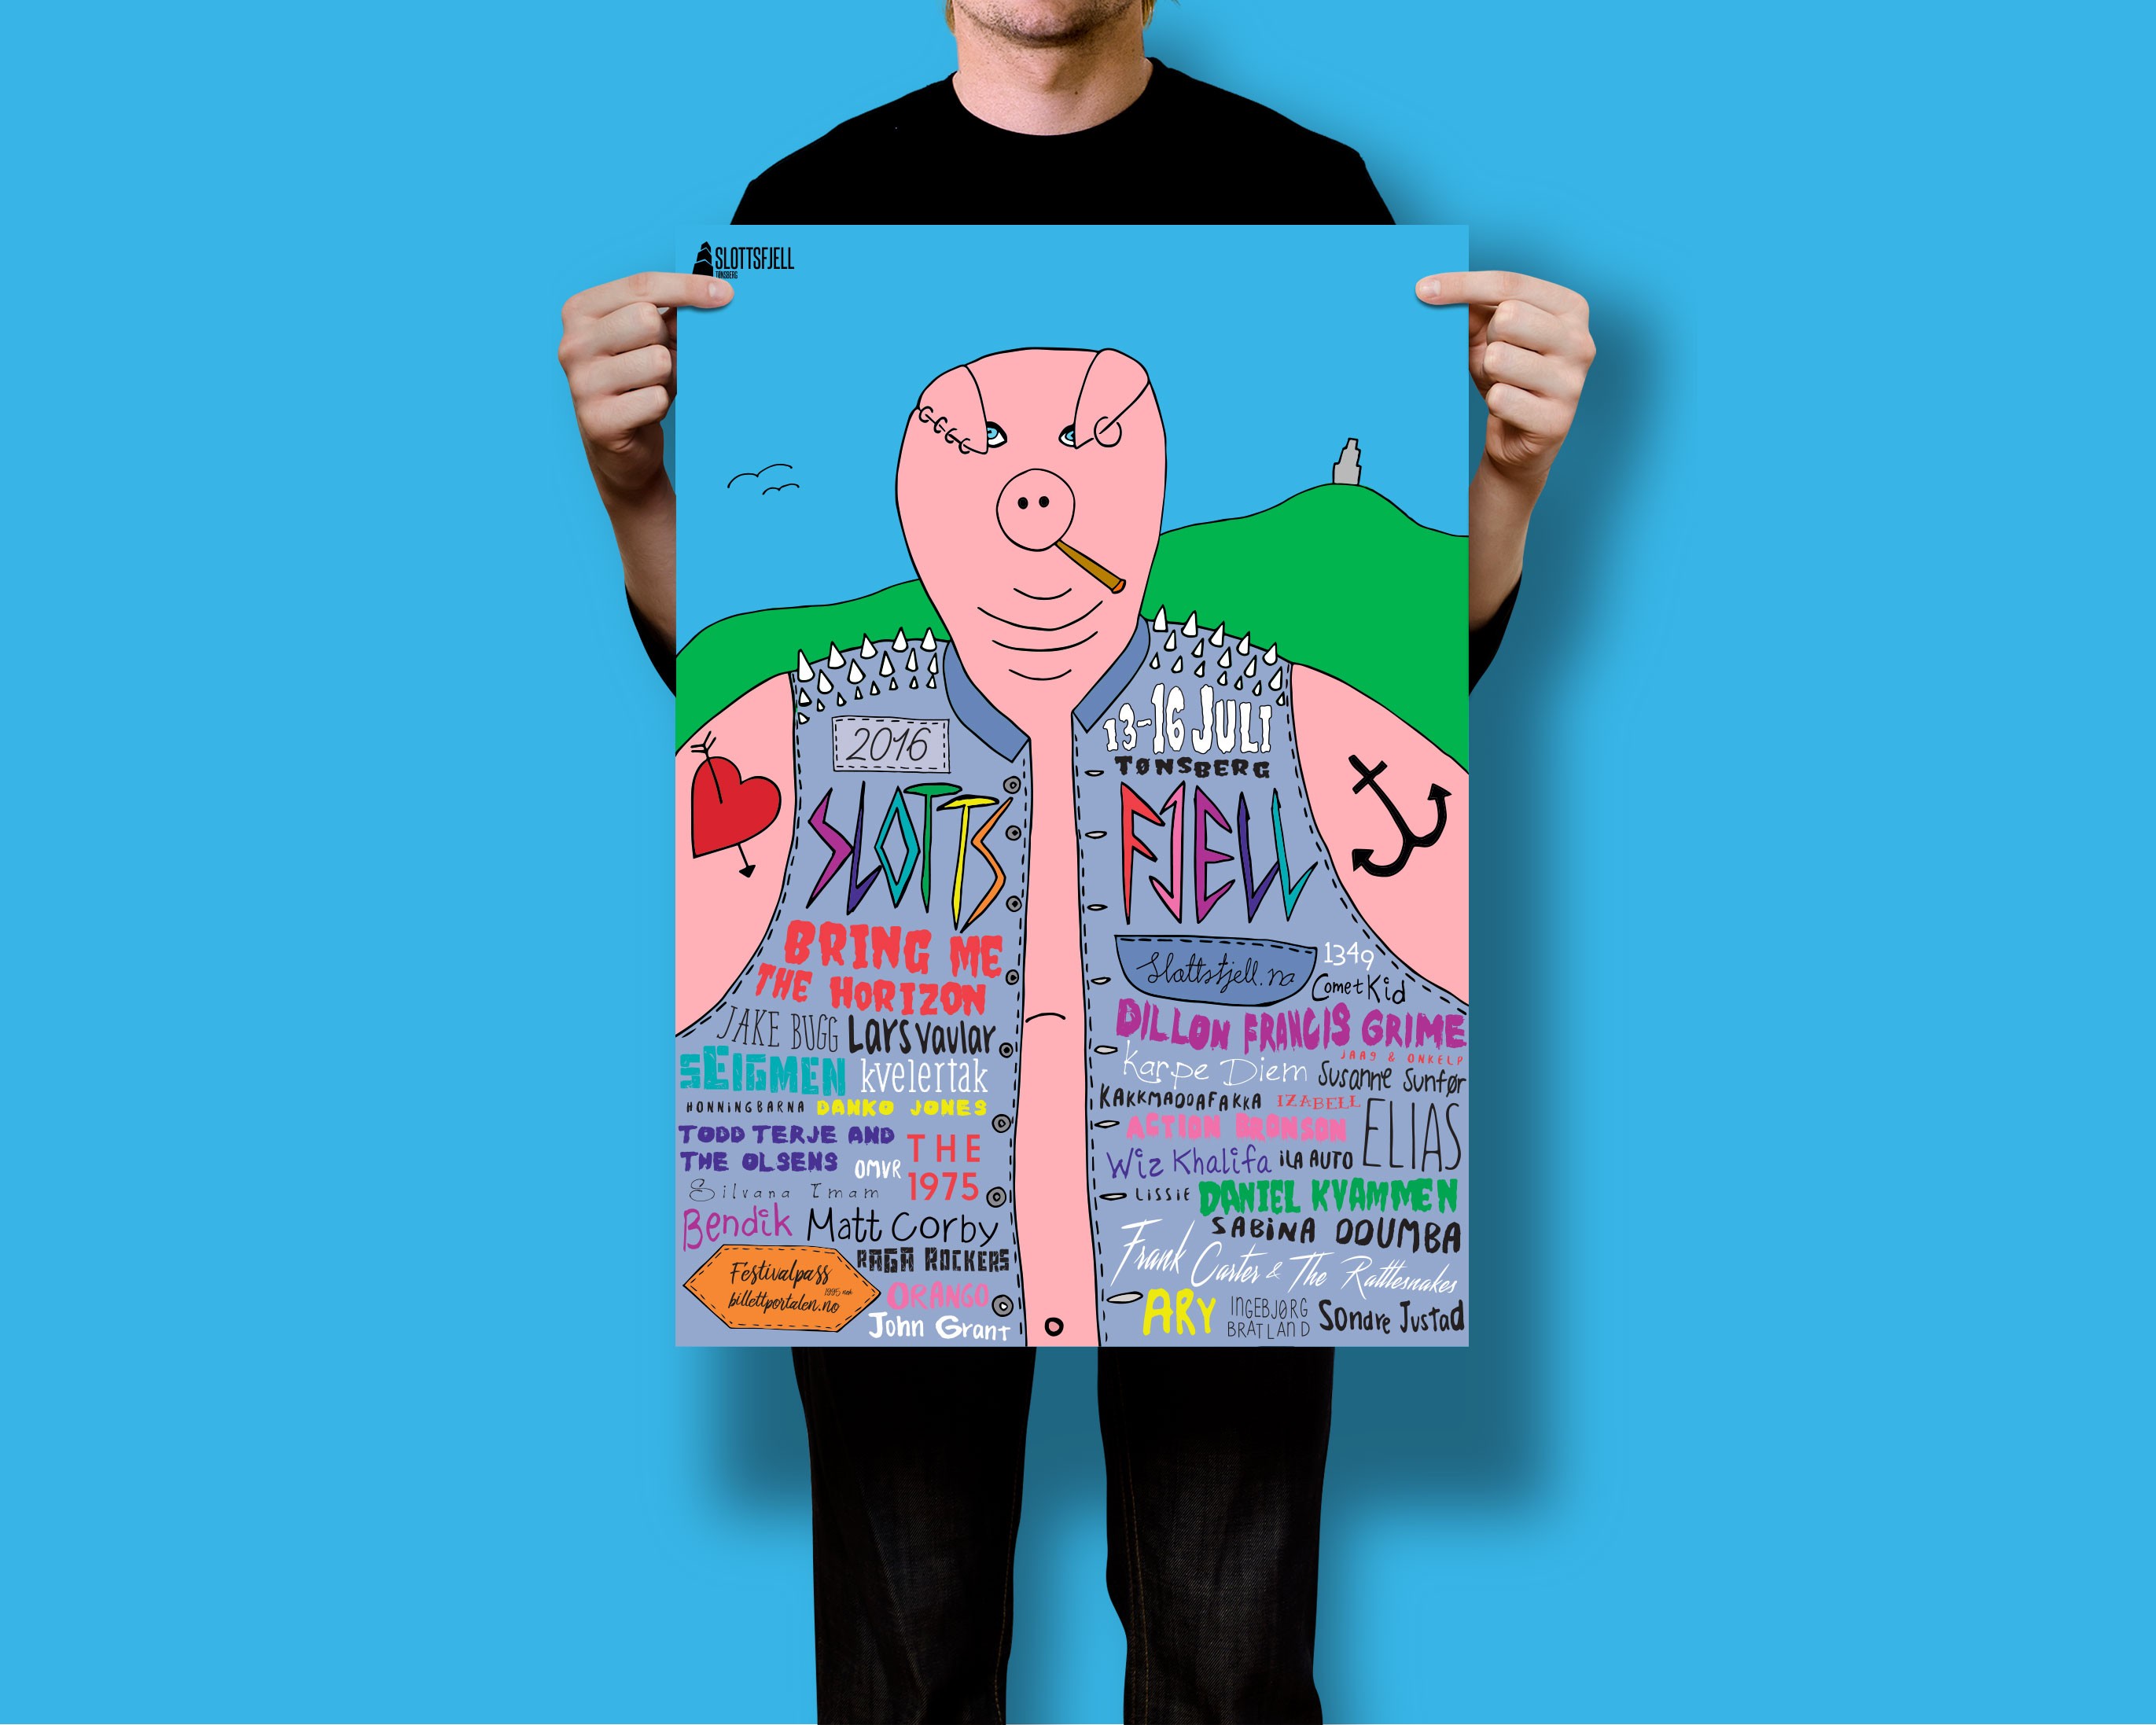 SLOTTSFJELL
TØNSBERG
2016
SLOTTS
BRING ME
THE HORIZON
JAKE BUGG Lars vaular
SEIGMEN kvelertak
HONNINGBARNA DANKO JONES
TODD TERJE AND
THE OLSENS
OMVR
THE
1975
Silvana Imam
Bendik Matt Corby
RAGA ROCKERS
Festivalpass
1995 nok
billettportalen.no
ORANGO
John Grant
13-16 JULI
TØNSBERG
FJELL
Slottsfjell.no
1349
Comet Kid
DILLON FRANCIS GRIME
JAA9 & ONKELP
Karpe Diem Susanne Sunfør
KAKKMADDAFAKKA IZABELL
ACTION BRONSON ELIAS
Wiz Khalifa iLA AUTO
LISSIE DANIEL KVAMMEN
SABINA DDUMBA
Frank Carter & The Rattlesnakes
ARY INGEBJØRG
BRATLAND
Sondre Justad